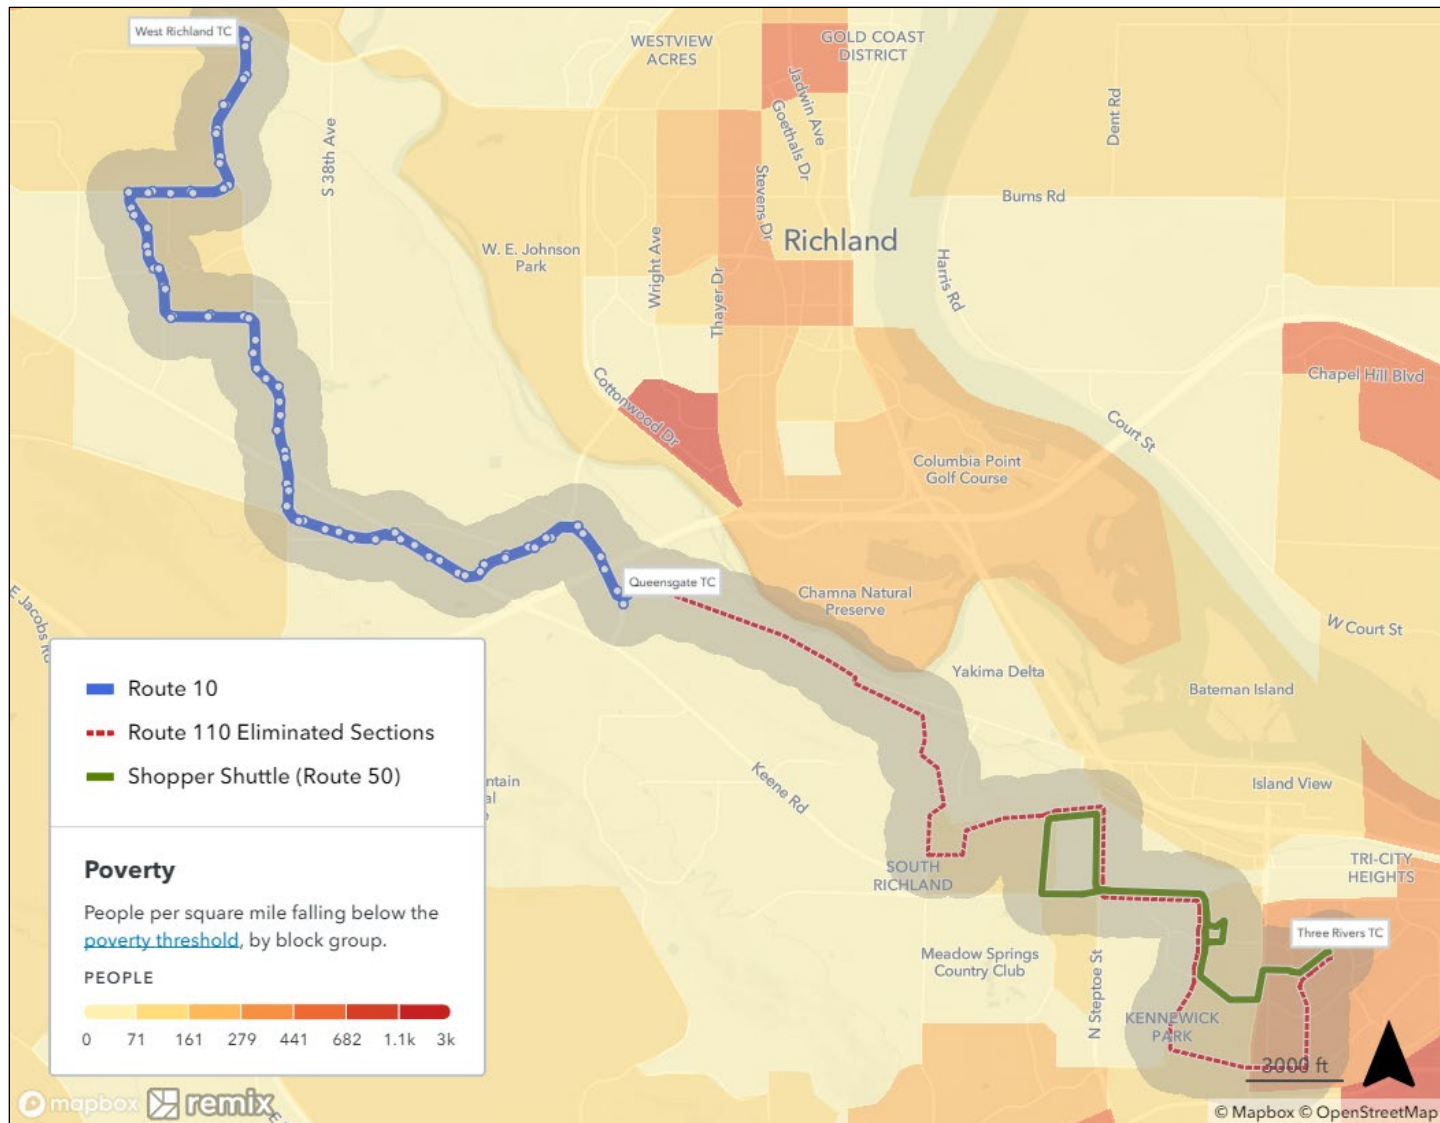 West Richland TC
WESTVIEW
ACRES
GOLD COAST
DISTRICT
Jadwin Ave
Goethals Dr
Dent Rd
S 38th Ave
Stevens Dr
Burns Rd
W. E. Johnson
Park
Wright Ave
Richland
Thayer Dr
Harris Rd
Chapel Hill Blvd
Cottonwood Dr
Court St
Columbia Point
Golf Course
Queensgate TC
Chamna Natural
Preserve
E Jacobs Rd
W Court St
Yakima Delta
Bateman Island
Route 10
Route 110 Eliminated Sections
Shopper Shuttle (Route 50)
ntain
al
Keene Rd
Island View
SOUTH
RICHLAND
TRI-CITY
HEIGHTS
Poverty
People per square mile falling below the
poverty threshold, by block group.
PEOPLE
0 71 161 279 441 682 1.1k 3k
Three Rivers TC
Meadow Springs
Country Club
N Steptoe St
KENNEWICK
PARK
3000 ft
mapbox remix
© Mapbox © OpenStreetMap